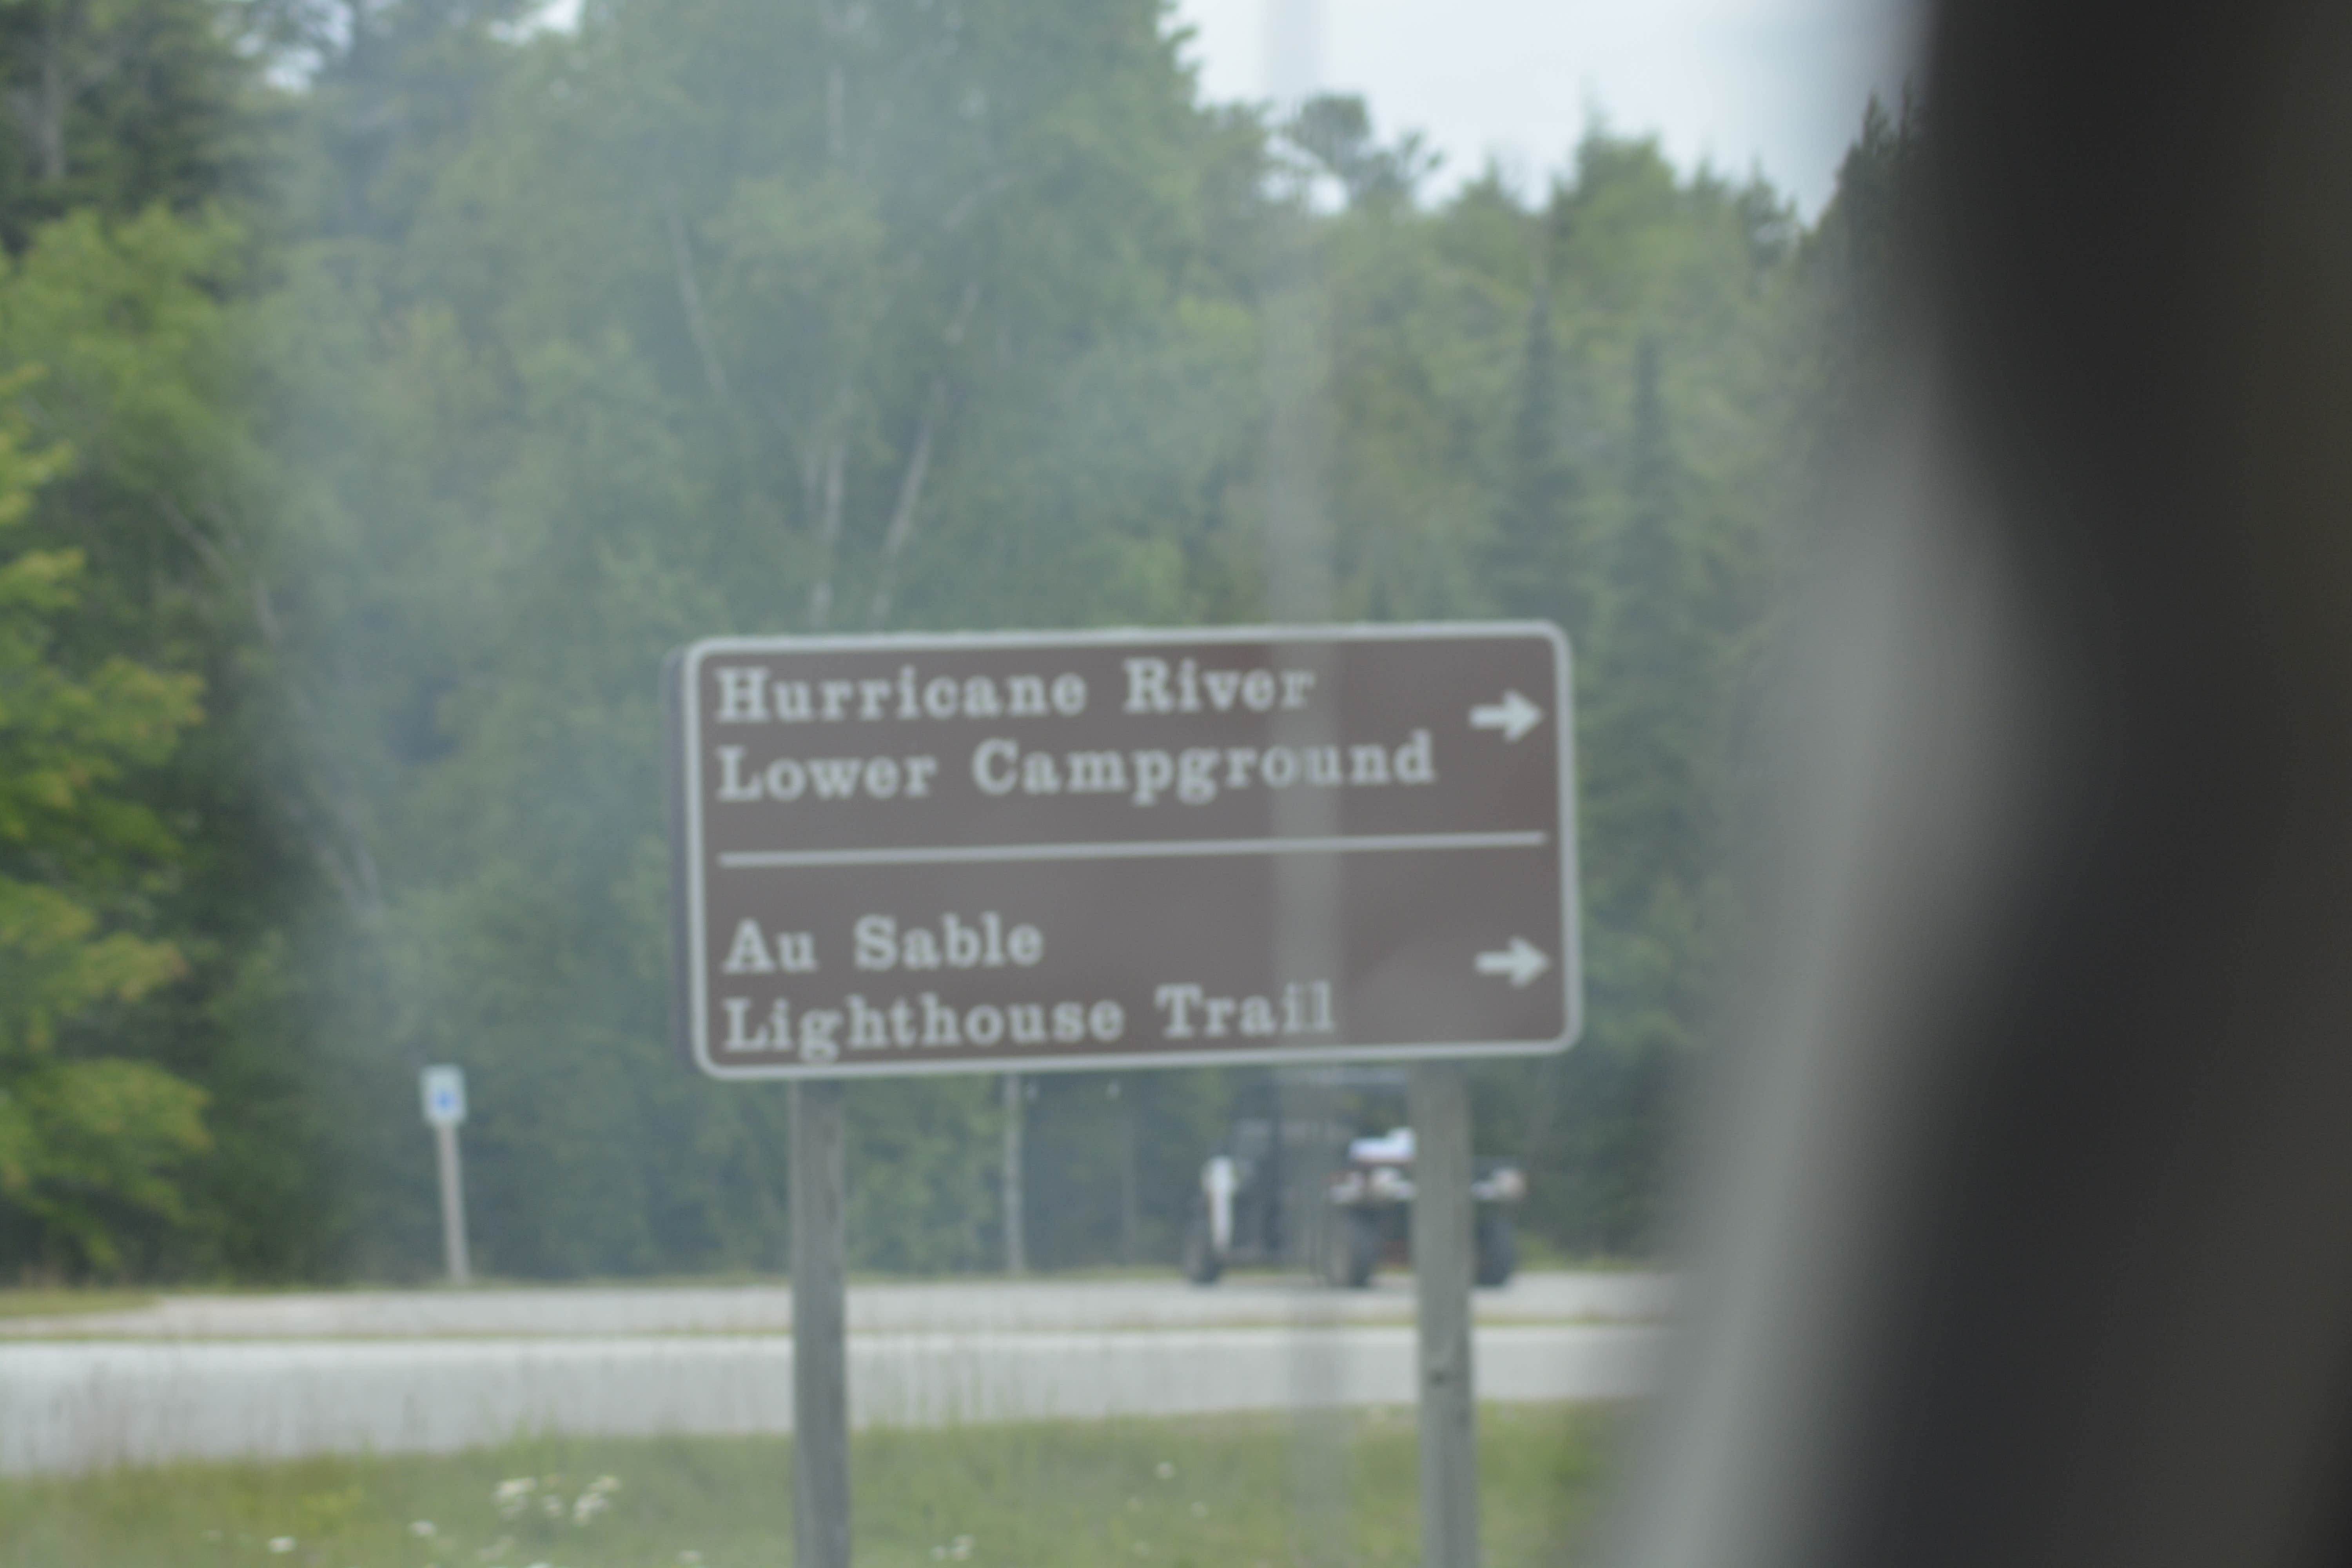 Hurricane River
Lower Campground
Au Sable
Lighthouse Trail